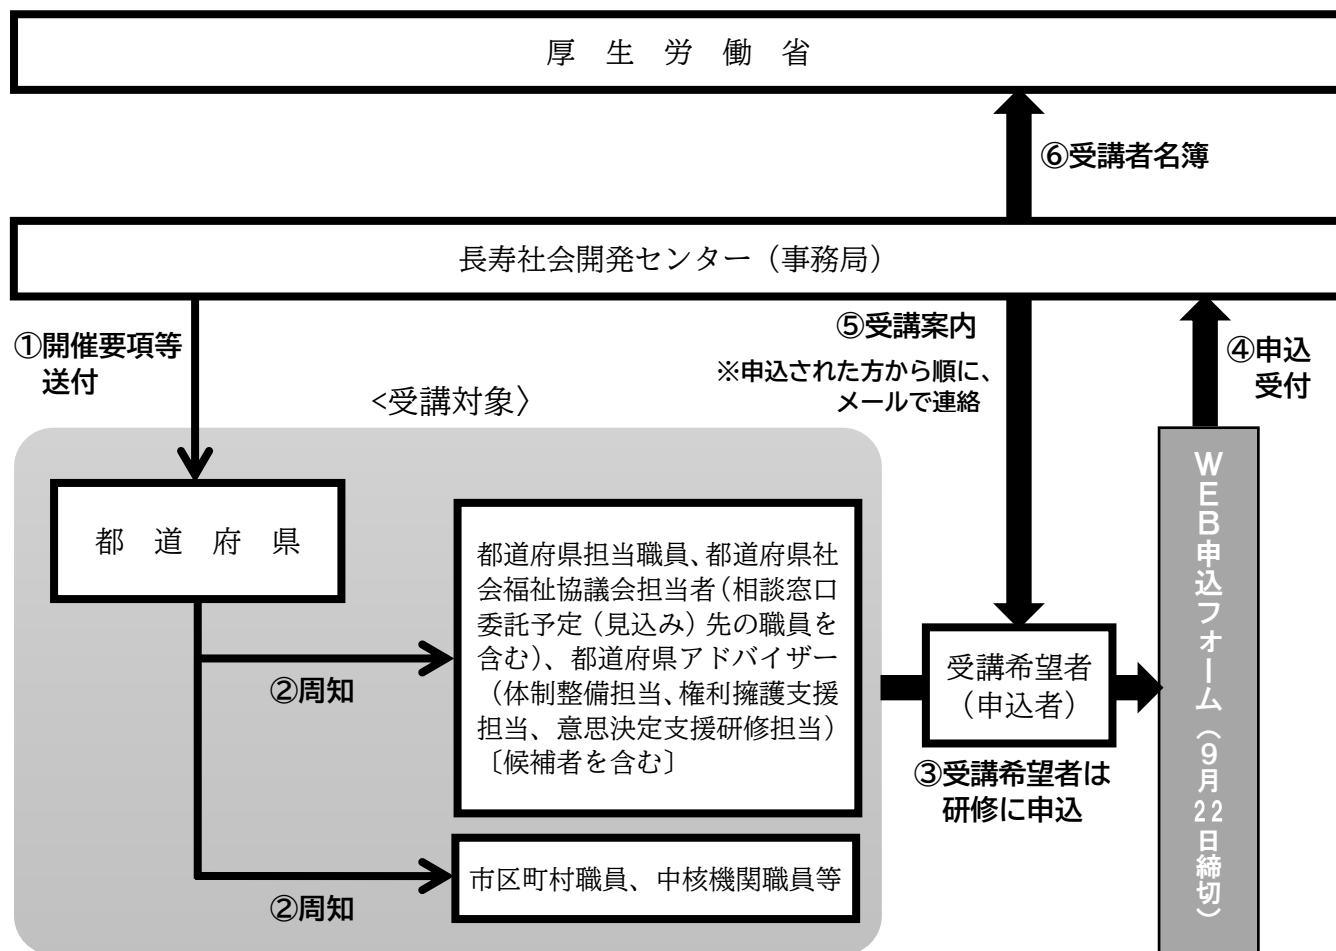 厚生労働省
⑥受講者名簿
長寿社会開発センター（事務局）
①開催要項等
送付
⑤受講案内
※申込された方から順に、
メールで連絡
④申込
受付
<受講対象〉
都道府県
都道府県担当職員、都道府県社
会福祉協議会担当者（相談窓口
委託予定（見込み）先の職員を
含む）、都道府県アドバイザー
（体制整備担当、権利擁護支援
担当、意思決定支援研修担当）
〔候補者を含む〕
②周知
市区町村職員、中核機関職員等
②周知
受講希望者
（申込者）
③受講希望者は
研修に申込
ＷＥＢ申込フォーム（９月２２日締切）